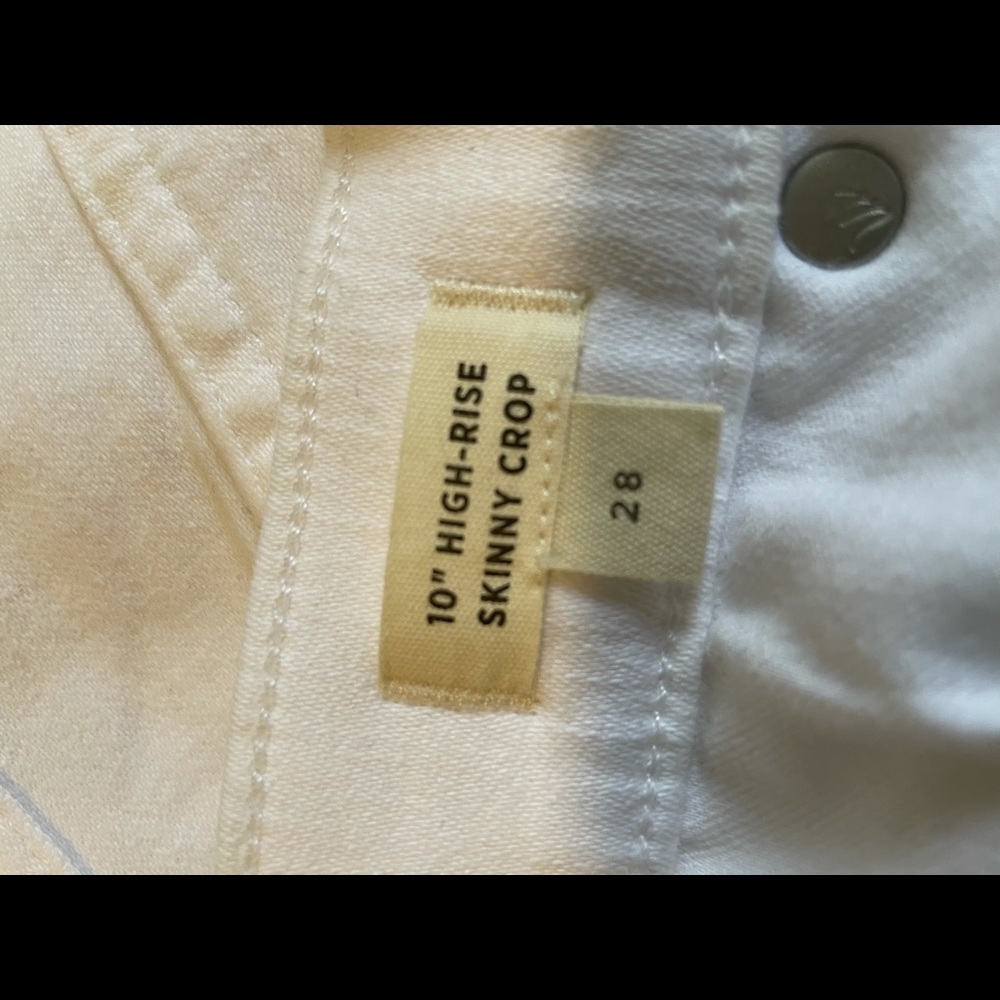 10" HIGH-RISE
SKINNY CROP
28